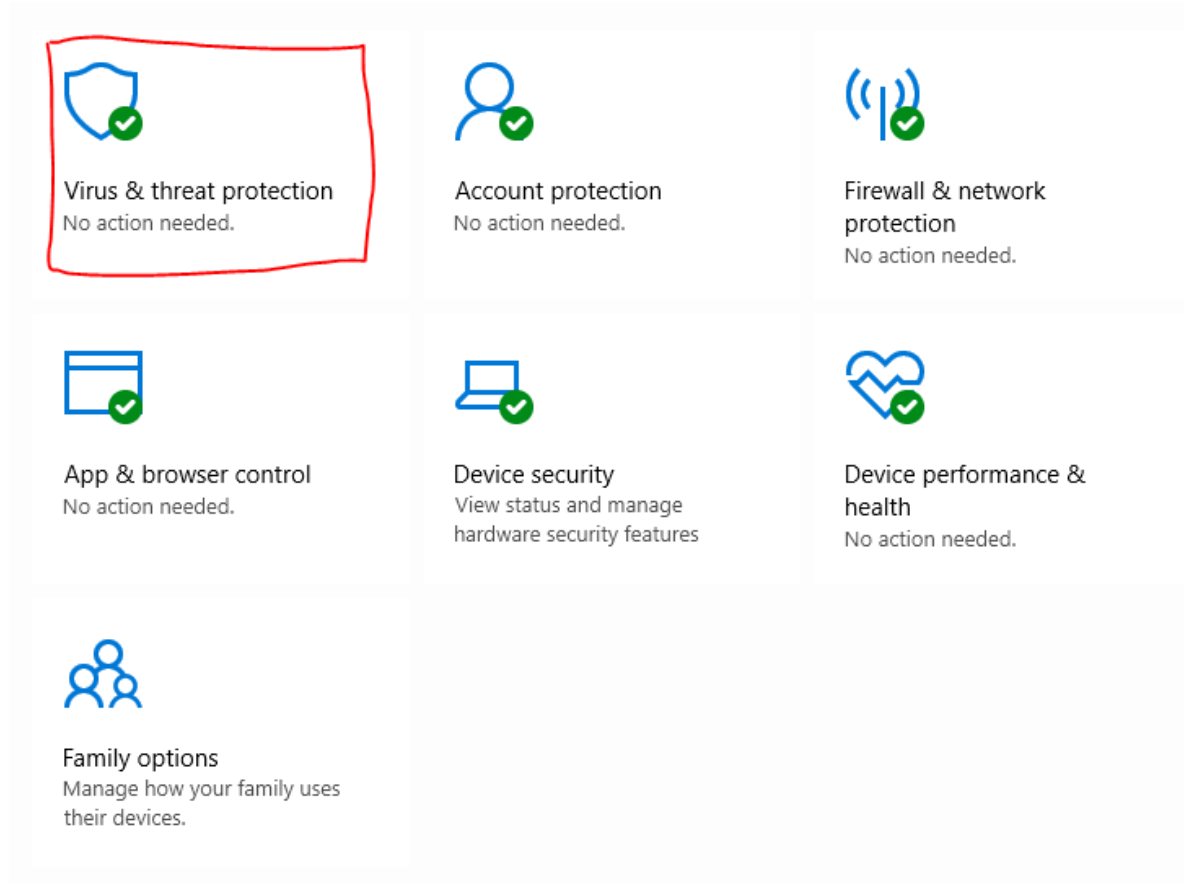 Virus & threat protection
No action needed.
Account protection
No action needed.
Firewall & network
protection
No action needed.
App & browser control
No action needed.
Device security
View status and manage
hardware security features
Device performance &
health
No action needed.
Family options
Manage how your family uses
their devices.